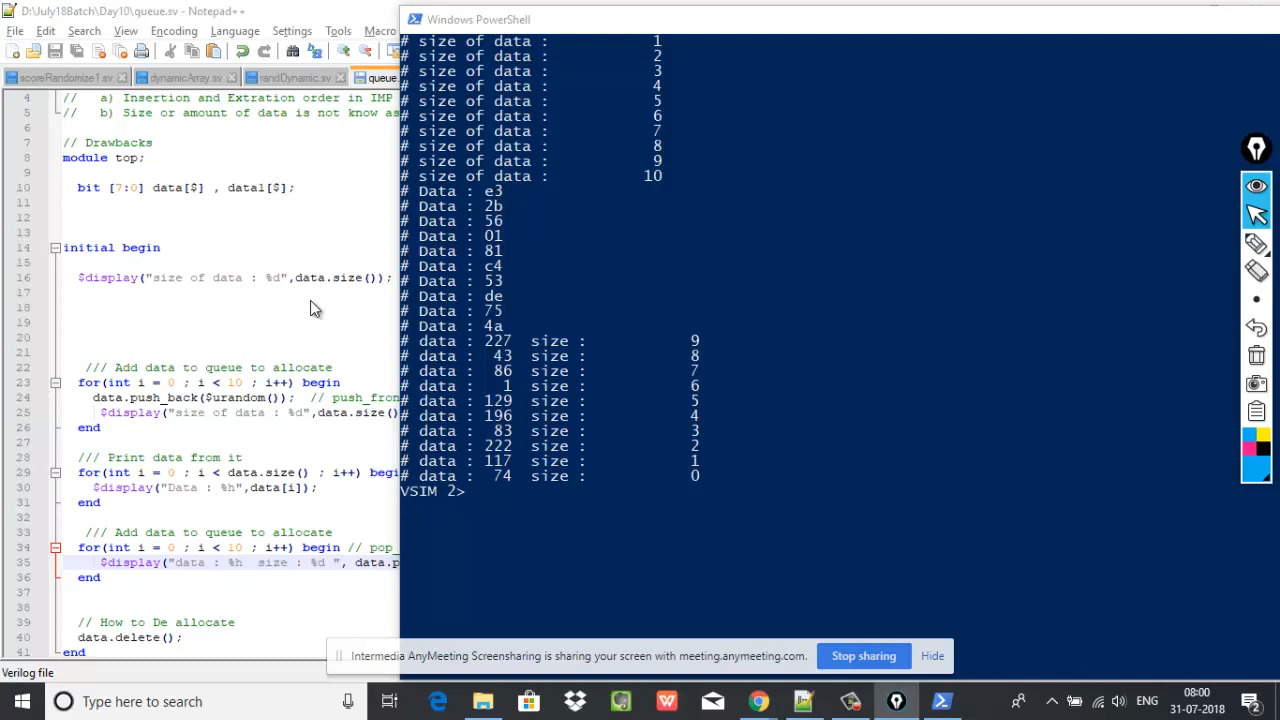 D:\July18Batch\Day10\queue.sv - Notepad++
File Edit Search View Encoding Language Settings Tools Macro
scoreRandomize1.sv dynamicArray.sv randDynamic.sv queue.
4 // a) Insertion and Extration order in IMP
5 // b) Size or amount of data is not know as
6
7 // Drawbacks
8 module top;
9
10 bit [7:0] data[$] , data1[$];
11
12
13
14 initial begin
15
16 $display("size of data : %d",data.size());
17
18
19
20
21
22 /// Add data to queue to allocate
23 for(int i = 0 ; i < 10 ; i++) begin
24 data.push_back($urandom()); // push_fron
25 $display("size of data : %d",data.size()
26 end
27
28 /// Print data from it
29 for(int i = 0 ; i < data.size() ; i++) begin
30 $display("Data : %h",data[i]);
31 end
32
33 /// Add data to queue to allocate
34 for(int i = 0 ; i < 10 ; i++) begin // pop_
35 $display("data : %h size : %d ", data.p
36 end
37
38
39 // How to De allocate
40 data.delete();
41 end
Verilog file
Windows PowerShell
# size of data : 1
# size of data : 2
# size of data : 3
# size of data : 4
# size of data : 5
# size of data : 6
# size of data : 7
# size of data : 8
# size of data : 9
# size of data : 10
# Data : e3
# Data : 2b
# Data : 56
# Data : 01
# Data : 81
# Data : c4
# Data : 53
# Data : de
# Data : 75
# Data : 4a
# data : 227 size : 9
# data : 43 size : 8
# data : 86 size : 7
# data : 1 size : 6
# data : 129 size : 5
# data : 196 size : 4
# data : 83 size : 3
# data : 222 size : 2
# data : 117 size : 1
# data : 74 size : 0
VSIM 2>
Intermedia AnyMeeting Screensharing is sharing your screen with meeting.anymeeting.com. Stop sharing Hide
Type here to search
ENG
08:00
31-07-2018
2